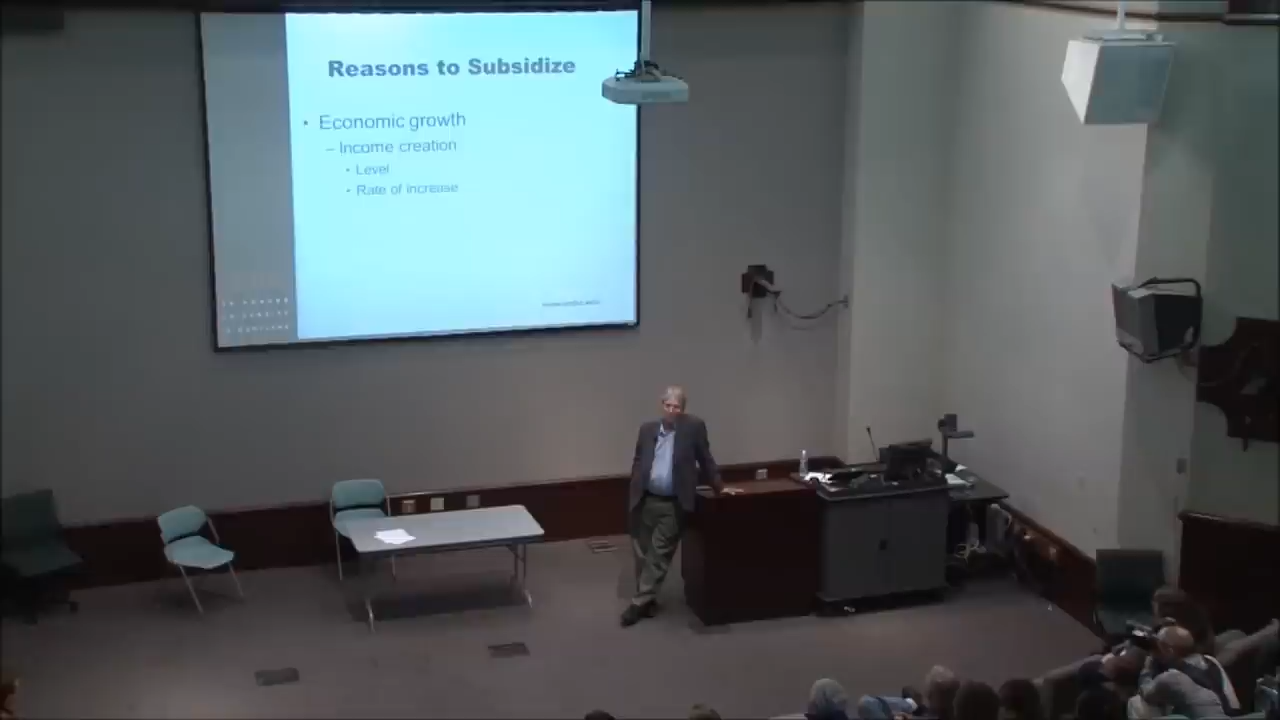 Reasons to Subsidize
• Economic growth
– Income creation
• Level
• Rate of increase